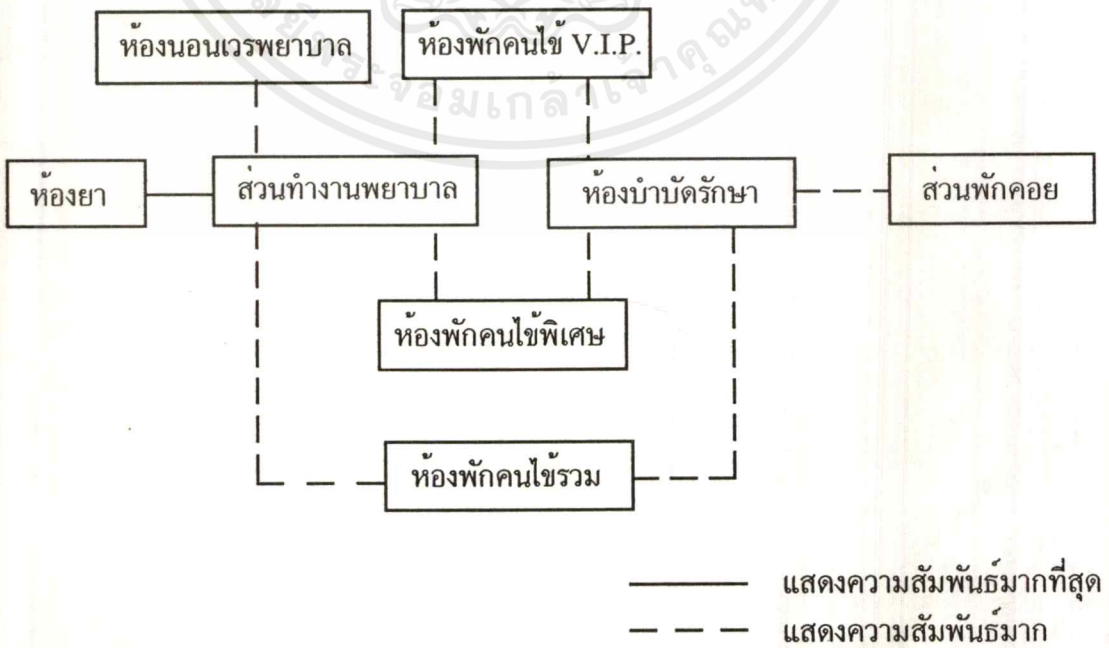 ห้องนอนเวรพยาบาล
ห้องพักคนไข้ V.I.P.
ห้องยา
ส่วนทำงานพยาบาล
ห้องบำบัดรักษา
ส่วนพักคอย
ห้องพักคนไข้พิเศษ
ห้องพักคนไข้รวม
แสดงความสัมพันธ์มากที่สุด
แสดงความสัมพันธ์มาก